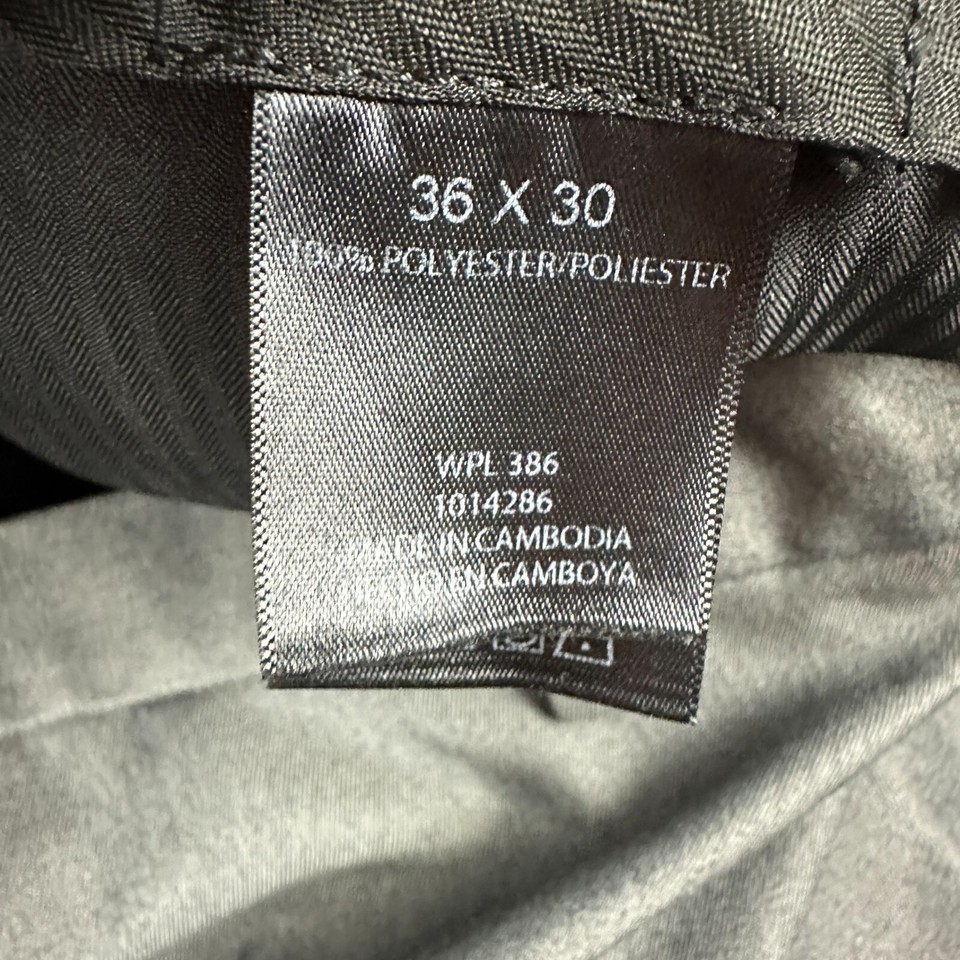 36 X 30
100% POLYESTER/POLIESTER
WPL 386
1014286
MADE IN CAMBODIA
HECHO EN CAMBOYA